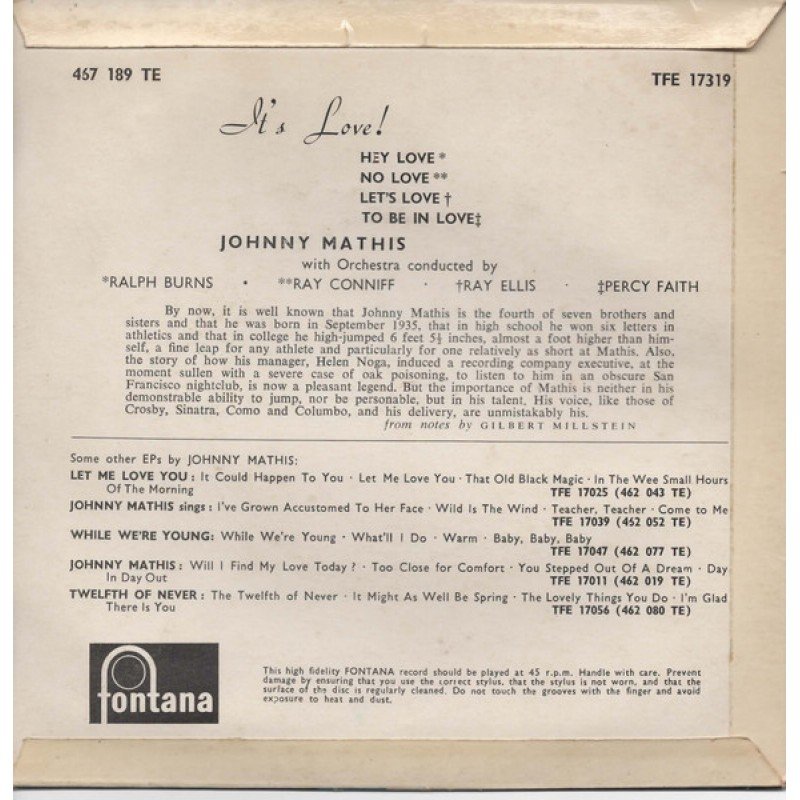 467 189 TE
TFE 17319
It's Love!
HEY LOVE *
NO LOVE **
LET'S LOVE †
TO BE IN LOVE‡
JOHNNY MATHIS
with Orchestra conducted by
*RALPH BURNS · **RAY CONNIFF · †RAY ELLIS · ‡PERCY FAITH
By now, it is well known that Johnny Mathis is the fourth of seven brothers and
sisters and that he was born in September 1935, that in high school he won six letters in
athletics and that in college he high-jumped 6 feet 5½ inches, almost a foot higher than him-
self, a fine leap for any athlete and particularly for one relatively as short at Mathis. Also,
the story of how his manager, Helen Noga, induced a recording company executive, at the
moment sullen with a severe case of oak poisoning, to listen to him in an obscure San
Francisco nightclub, is now a pleasant legend. But the importance of Mathis is neither in his
demonstrable ability to jump, nor be personable, but in his talent. His voice, like those of
Crosby, Sinatra, Como and Columbo, and his delivery, are unmistakably his.
from notes by GILBERT MILLSTEIN
Some other EPs by JOHNNY MATHIS:
LET ME LOVE YOU : It Could Happen To You · Let Me Love You · That Old Black Magic · In The Wee Small Hours
Of The Morning TFE 17025 (462 043 TE)
JOHNNY MATHIS sings : I've Grown Accustomed To Her Face · Wild Is The Wind · Teacher, Teacher · Come to Me
TFE 17039 (462 052 TE)
WHILE WE'RE YOUNG: While We're Young · What'll I Do · Warm · Baby, Baby, Baby
TFE 17047 (462 077 TE)
JOHNNY MATHIS : Will I Find My Love Today ? · Too Close for Comfort · You Stepped Out Of A Dream · Day
In Day Out TFE 17011 (462 019 TE)
TWELFTH OF NEVER : The Twelfth of Never · It Might As Well Be Spring · The Lovely Things You Do · I'm Glad
There Is You TFE 17056 (462 080 TE)
fontana
This high fidelity FONTANA record should be played at 45 r.p.m. Handle with care. Prevent
damage by ensuring that you use the correct stylus, that the stylus is not worn, and that the
surface of the disc is regularly cleaned. Do not touch the grooves with the finger and avoid
exposure to heat and dust.